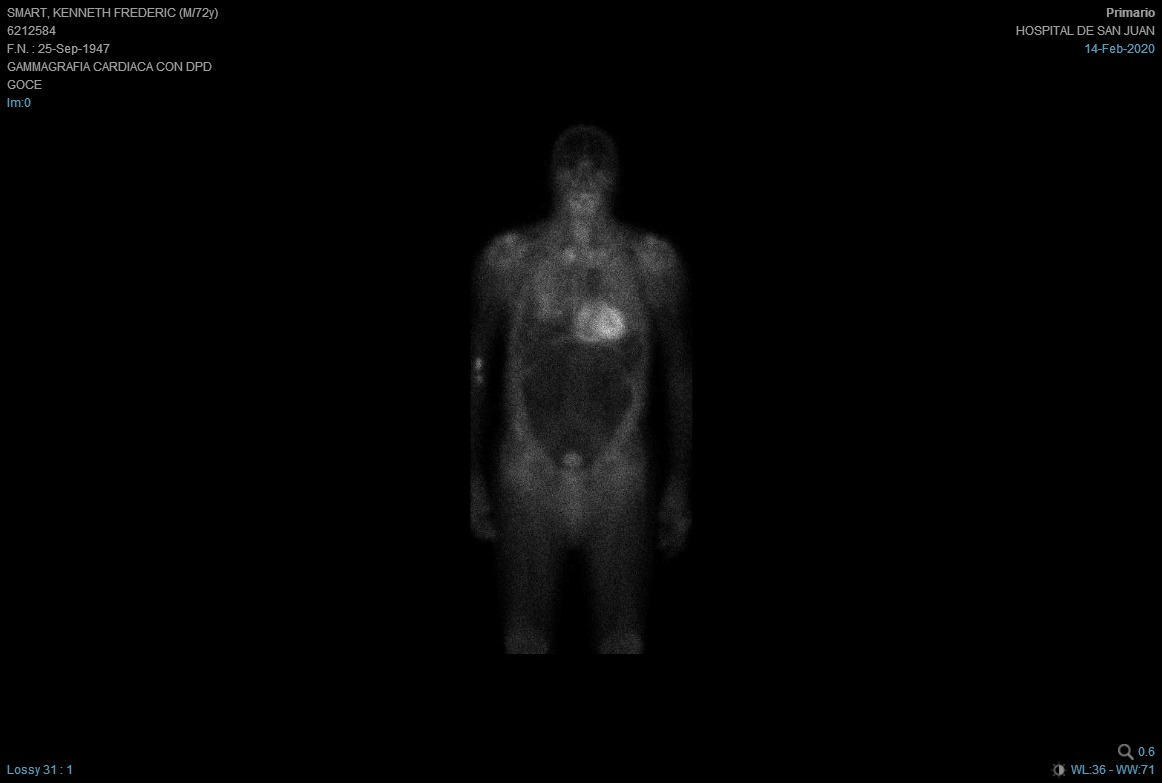 SMART, KENNETH FREDERIC (M/72y)
6212584
F.N. : 25-Sep-1947
GAMMAGRAFIA CARDIACA CON DPD
GOCE
Im:0
Primario
HOSPITAL DE SAN JUAN
14-Feb-2020
Lossy 31 : 1
0.6
WL:36 - WW:71